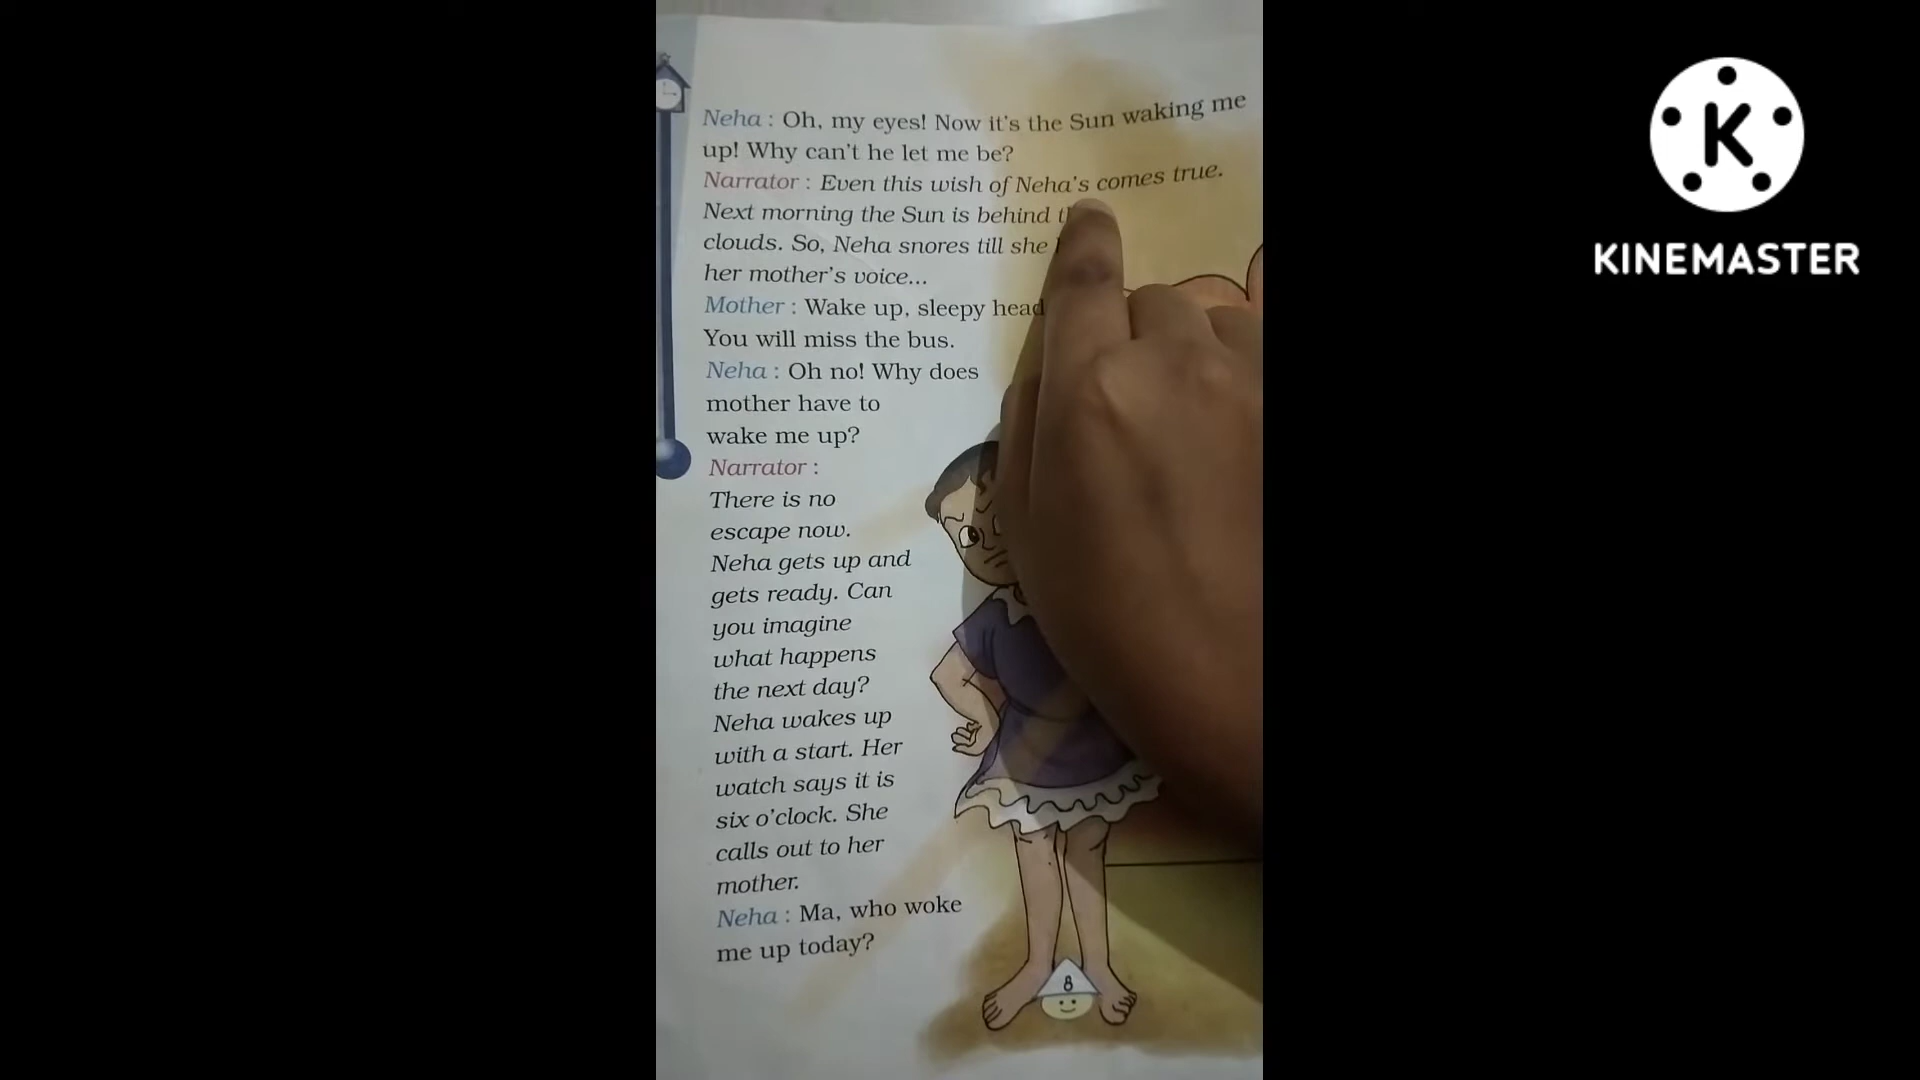 Neha : Oh, my eyes! Now it's the Sun waking me
up! Why can't he let me be?
Narrator : Even this wish of Neha's comes true.
Next morning the Sun is behind
clouds. So, Neha snores till she
her mother's voice...
Mother : Wake up, sleepy head
You will miss the bus.
Neha : Oh no! Why does
mother have to
wake me up?
Narrator :
There is no
escape now.
Neha gets up and
gets ready. Can
you imagine
what happens
the next day?
Neha wakes up
with a start. Her
watch says it is
six o'clock. She
calls out to her
mother.
Neha : Ma, who woke
me up today?
8
K
KINEMASTER